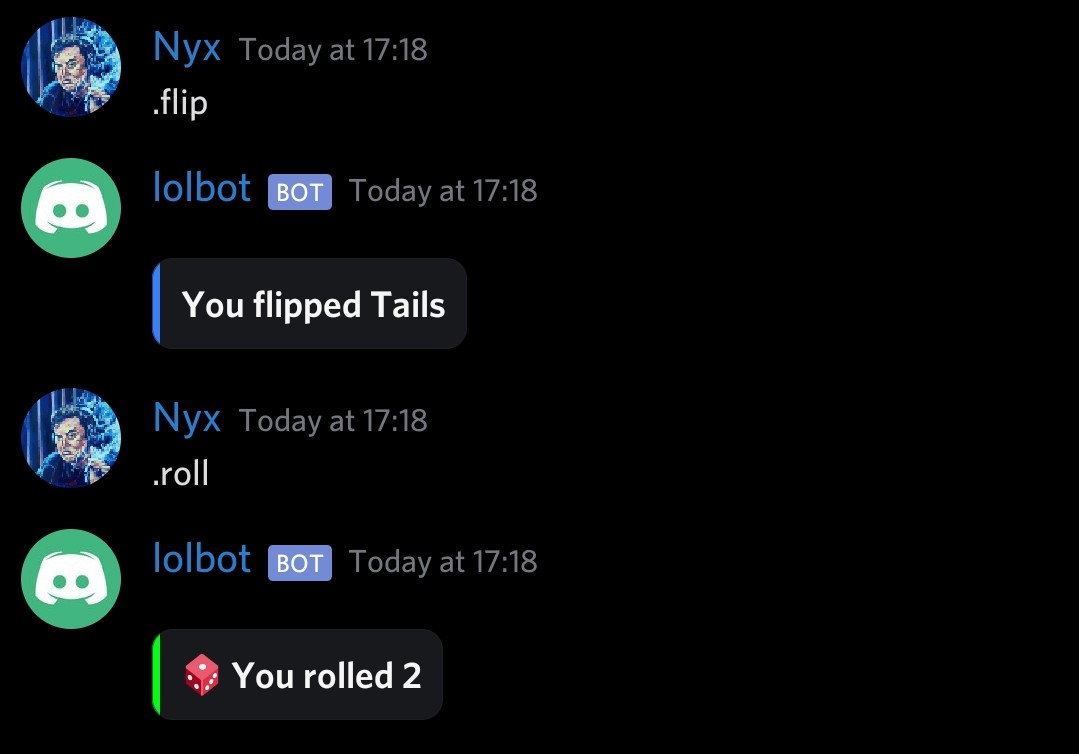 Nyx Today at 17:18
.flip
lolbot BOT Today at 17:18
You flipped Tails
Nyx Today at 17:18
.roll
lolbot BOT Today at 17:18
🎲 You rolled 2